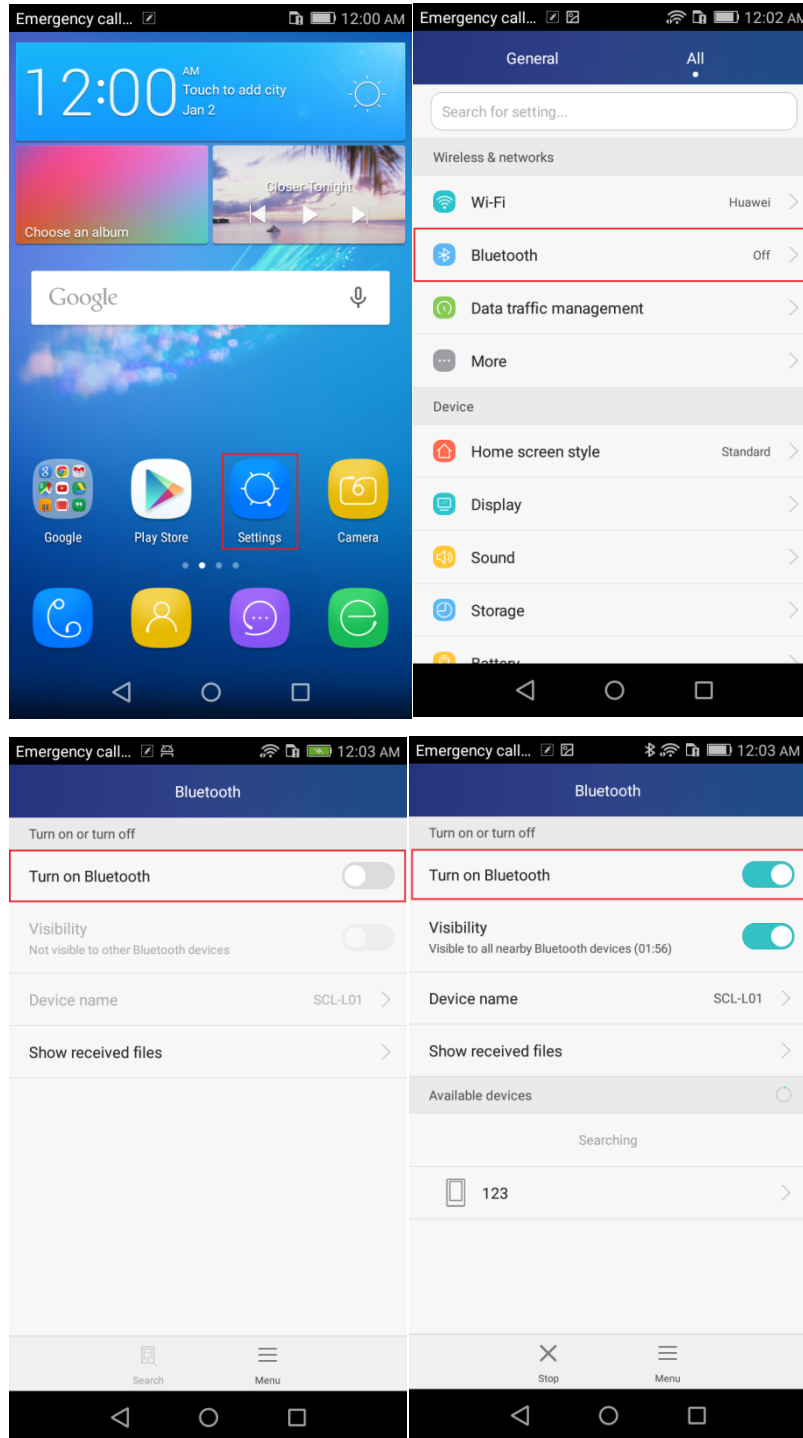 Emergency call... 12:00 AM
12:00 AM
Touch to add city
Jan 2
Choose an album
Closer Tonight
Google
Google
Play Store
Settings
Camera
Emergency call... 12:02 AM
General
All
Search for setting...
Wireless & networks
Wi-Fi
Huawei
Bluetooth
Off
Data traffic management
More
Device
Home screen style
Standard
Display
Sound
Storage
Battery
Emergency call... 12:03 AM
Bluetooth
Turn on or turn off
Turn on Bluetooth
Visibility
Not visible to other Bluetooth devices
Device name
SCL-L01
Show received files
Search
Menu
Emergency call... 12:03 AM
Bluetooth
Turn on or turn off
Turn on Bluetooth
Visibility
Visible to all nearby Bluetooth devices (01:56)
Device name
SCL-L01
Show received files
Available devices
Searching
123
Stop
Menu